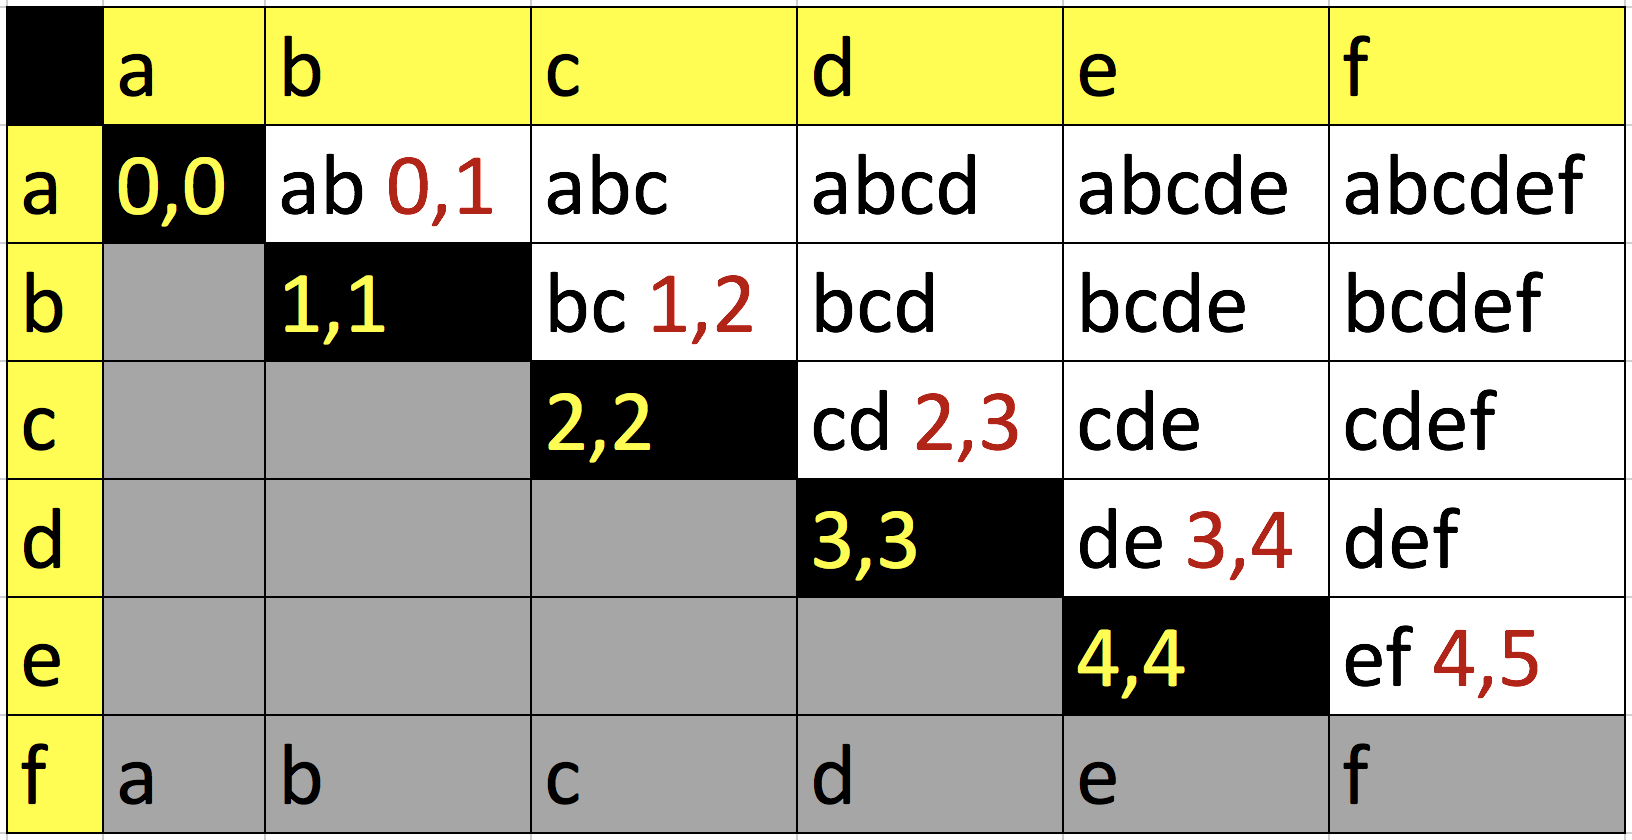 a b c d e f
a 0,0 ab 0,1 abc abcd abcde abcdef
b 1,1 bc 1,2 bcd bcde bcdef
c 2,2 cd 2,3 cde cdef
d 3,3 de 3,4 def
e 4,4 ef 4,5
f a b c d e f